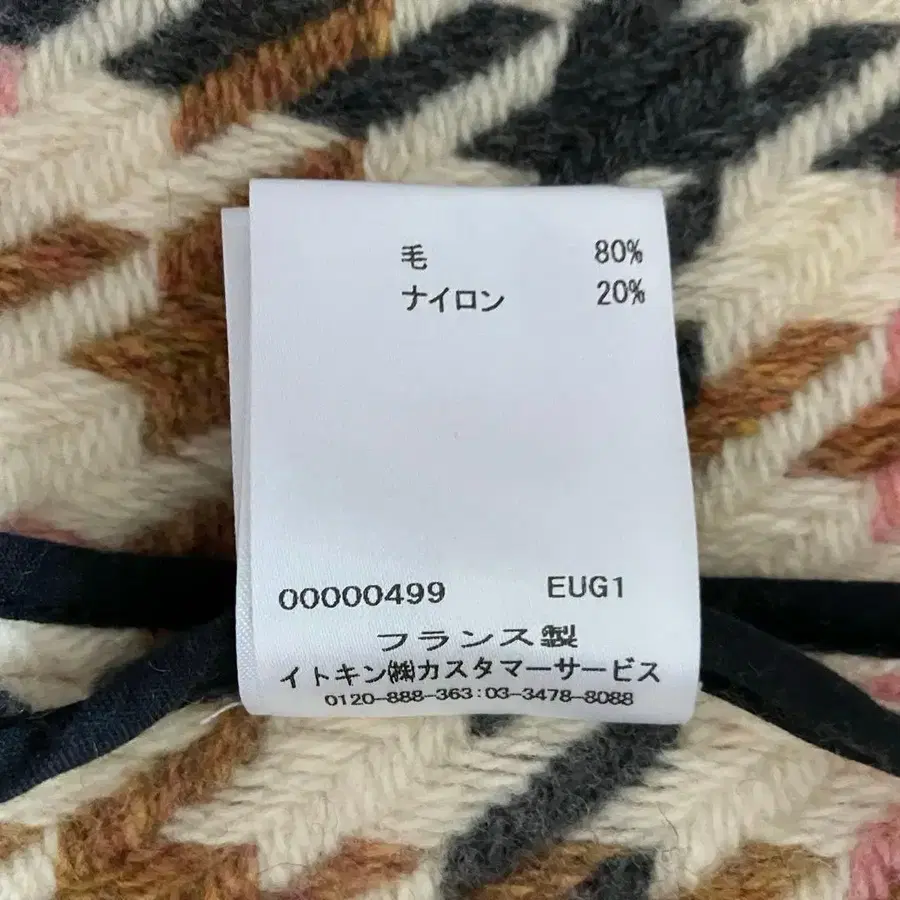 毛 80%
ナイロン 20%
00000499 EUG1
フランス製
イトキン㈱カスタマーサービス
0120-888-363:03-3478-8088